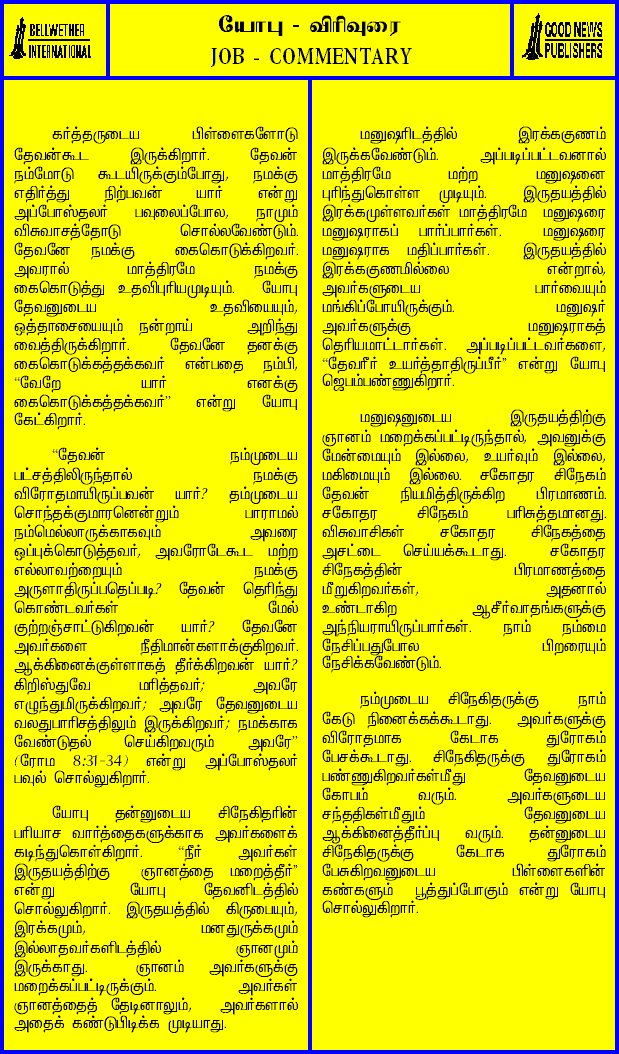 BELLWETHER
INTERNATIONAL
யோபு - விரிவுரை
JOB - COMMENTARY
GOOD NEWS
PUBLISHERS
கர்த்தருடைய பிள்ளைகளோடு
தேவன்கூட இருக்கிறார். தேவன்
நம்மோடு கூடயிருக்கும்போது, நமக்கு
எதிர்த்து நிற்பவன் யார் என்று
அப்போஸ்தலர் பவுலைப்போல, நாமும்
விசுவாசத்தோடு சொல்லவேண்டும்.
தேவனே நமக்கு கைகொடுக்கிறவர்.
அவரால் மாத்திரமே நமக்கு
கைகொடுத்து உதவிபுரியமுடியும். யோபு
தேவனுடைய உதவியையும்,
ஒத்தாசையையும் நன்றாய் அறிந்து
வைத்திருக்கிறார். தேவனே தனக்கு
கைகொடுக்கத்தக்கவர் என்பதை நம்பி,
“வேறே யார் எனக்கு
கைகொடுக்கத்தக்கவர்” என்று யோபு
கேட்கிறார்.
“தேவன் நம்முடைய
பட்சத்திலிருந்தால் நமக்கு
விரோதமாயிருப்பவன் யார்? தம்முடைய
சொந்தக்குமாரனென்றும் பாராமல்
நம்மெல்லாருக்காகவும் அவரை
ஒப்புக்கொடுத்தவர், அவரோடேகூட மற்ற
எல்லாவற்றையும் நமக்கு
அருளாதிருப்பதெப்படி? தேவன் தெரிந்து
கொண்டவர்கள் மேல்
குற்றஞ்சாட்டுகிறவன் யார்? தேவனே
அவர்களை நீதிமான்களாக்குகிறவர்.
ஆக்கினைக்குள்ளாகத் தீர்க்கிறவன் யார்?
கிறிஸ்துவே மரித்தவர்; அவரே
எழுந்துமிருக்கிறவர்; அவரே தேவனுடைய
வலதுபாரிசத்திலும் இருக்கிறவர்; நமக்காக
வேண்டுதல் செய்கிறவரும் அவரே”
(ரோம 8:31-34) என்று அப்போஸ்தலர்
பவுல் சொல்லுகிறார்.
யோபு தன்னுடைய சிநேகிதரின்
பரியாச வார்த்தைகளுக்காக அவர்களைக்
கடிந்துகொள்கிறார். “நீர் அவர்கள்
இருதயத்திற்கு ஞானத்தை மறைத்தீர்”
என்று யோபு தேவனிடத்தில்
சொல்லுகிறார். இருதயத்தில் கிருபையும்,
இரக்கமும், மனதுருக்கமும்
இல்லாதவர்களிடத்தில் ஞானமும்
இருக்காது. ஞானம் அவர்களுக்கு
மறைக்கப்பட்டிருக்கும். அவர்கள்
ஞானத்தைத் தேடினாலும், அவர்களால்
அதைக் கண்டுபிடிக்க முடியாது.
மனுஷரிடத்தில் இரக்ககுணம்
இருக்கவேண்டும். அப்படிப்பட்டவனால்
மாத்திரமே மற்ற மனுஷனை
புரிந்துகொள்ள முடியும். இருதயத்தில்
இரக்கமுள்ளவர்கள் மாத்திரமே மனுஷரை
மனுஷராகப் பார்ப்பார்கள். மனுஷரை
மனுஷராக மதிப்பார்கள். இருதயத்தில்
இரக்ககுணமில்லை என்றால்,
அவர்களுடைய பார்வையும்
மங்கிப்போயிருக்கும். மனுஷர்
அவர்களுக்கு மனுஷராகத்
தெரியமாட்டார்கள். அப்படிப்பட்டவர்களை,
“தேவரீர் உயர்த்தாதிருப்பீர்” என்று யோபு
ஜெபம்பண்ணுகிறார்.
மனுஷனுடைய இருதயத்திற்கு
ஞானம் மறைக்கப்பட்டிருந்தால், அவனுக்கு
மேன்மையும் இல்லை, உயர்வும் இல்லை,
மகிமையும் இல்லை. சகோதர சிநேகம்
தேவன் நியமித்திருக்கிற பிரமாணம்.
சகோதர சிநேகம் பரிசுத்தமானது.
விசுவாசிகள் சகோதர சிநேகத்தை
அசட்டை செய்யக்கூடாது. சகோதர
சிநேகத்தின் பிரமாணத்தை
மீறுகிறவர்கள், அதனால்
உண்டாகிற ஆசீர்வாதங்களுக்கு
அந்நியராயிருப்பார்கள். நாம் நம்மை
நேசிப்பதுபோல பிறரையும்
நேசிக்கவேண்டும்.
நம்முடைய சிநேகிதருக்கு நாம்
கேடு நினைக்கக்கூடாது. அவர்களுக்கு
விரோதமாக கேடாக துரோகம்
பேசக்கூடாது. சிநேகிதருக்கு துரோகம்
பண்ணுகிறவர்கள்மீது தேவனுடைய
கோபம் வரும். அவர்களுடைய
சந்ததிகள்மீதும் தேவனுடைய
ஆக்கினைத்தீர்ப்பு வரும். தன்னுடைய
சிநேகிதருக்கு கேடாக துரோகம்
பேசுகிறவனுடைய பிள்ளைகளின்
கண்களும் பூத்துப்போகும் என்று யோபு
சொல்லுகிறார்.